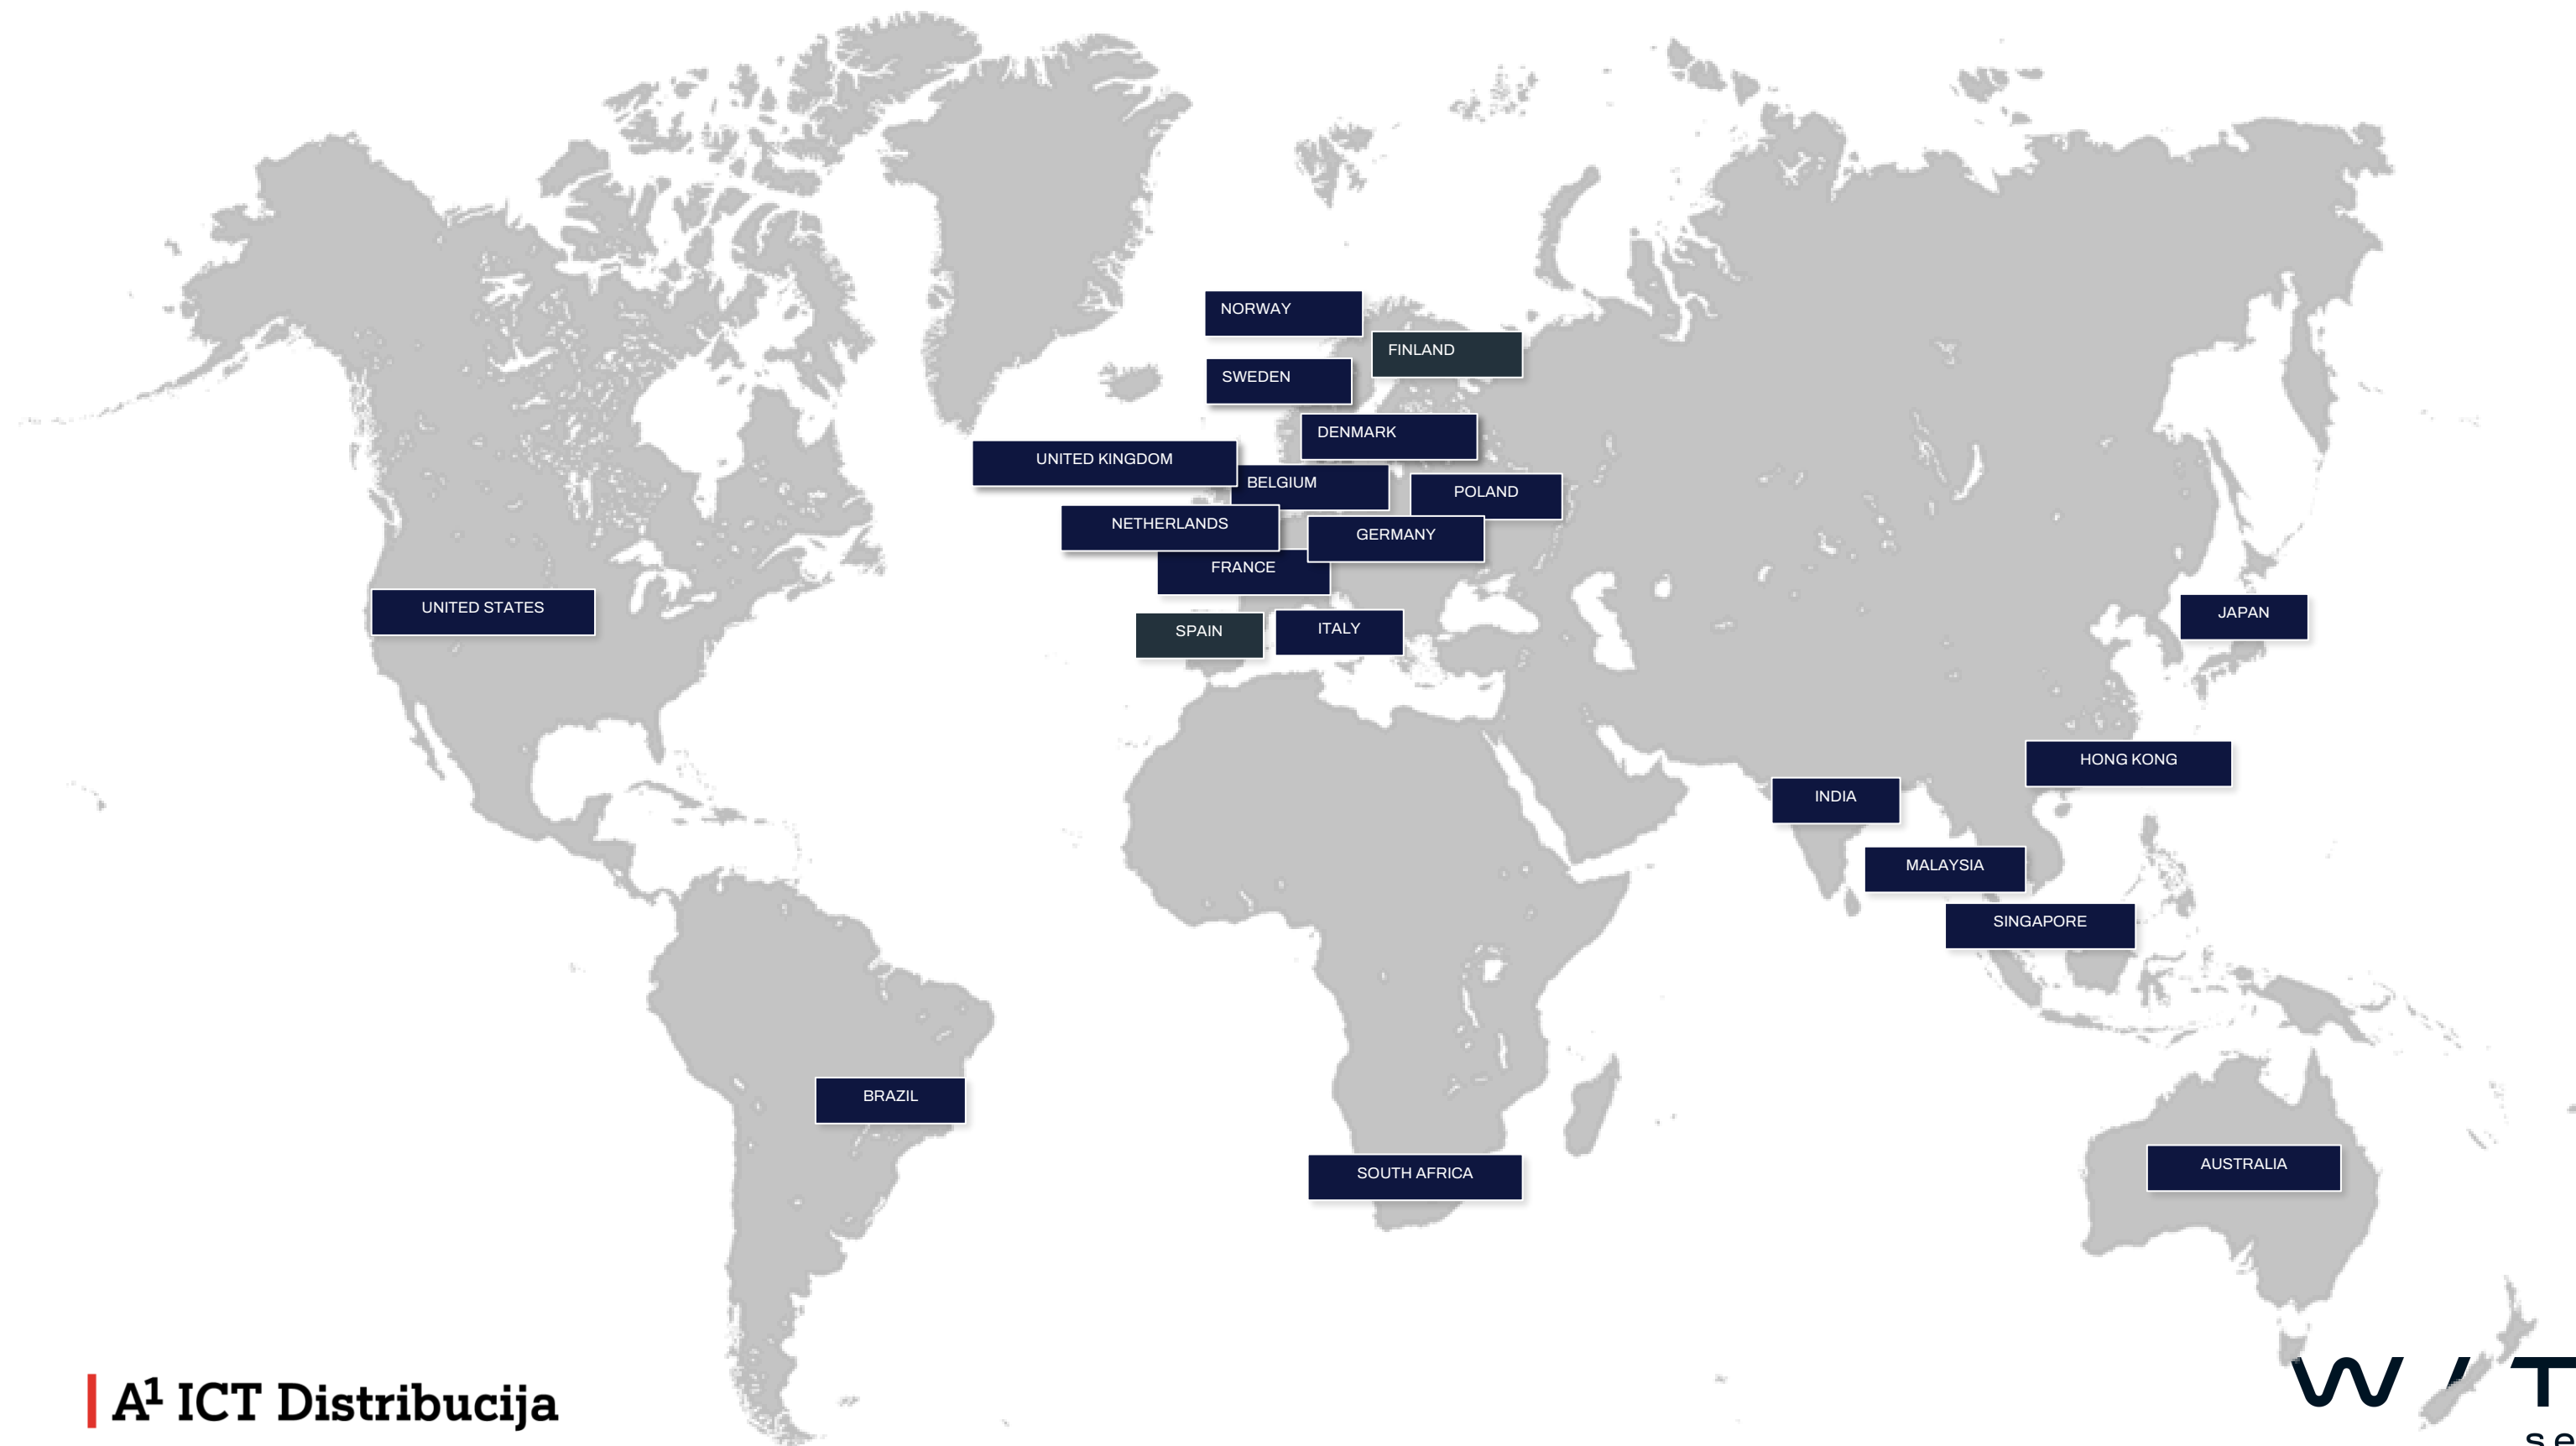 NORWAY
FINLAND
SWEDEN
DENMARK
UNITED KINGDOM
BELGIUM
POLAND
NETHERLANDS
GERMANY
FRANCE
UNITED STATES
JAPAN
SPAIN
ITALY
HONG KONG
INDIA
MALAYSIA
SINGAPORE
BRAZIL
AUSTRALIA
SOUTH AFRICA
A1 ICT Distribucija